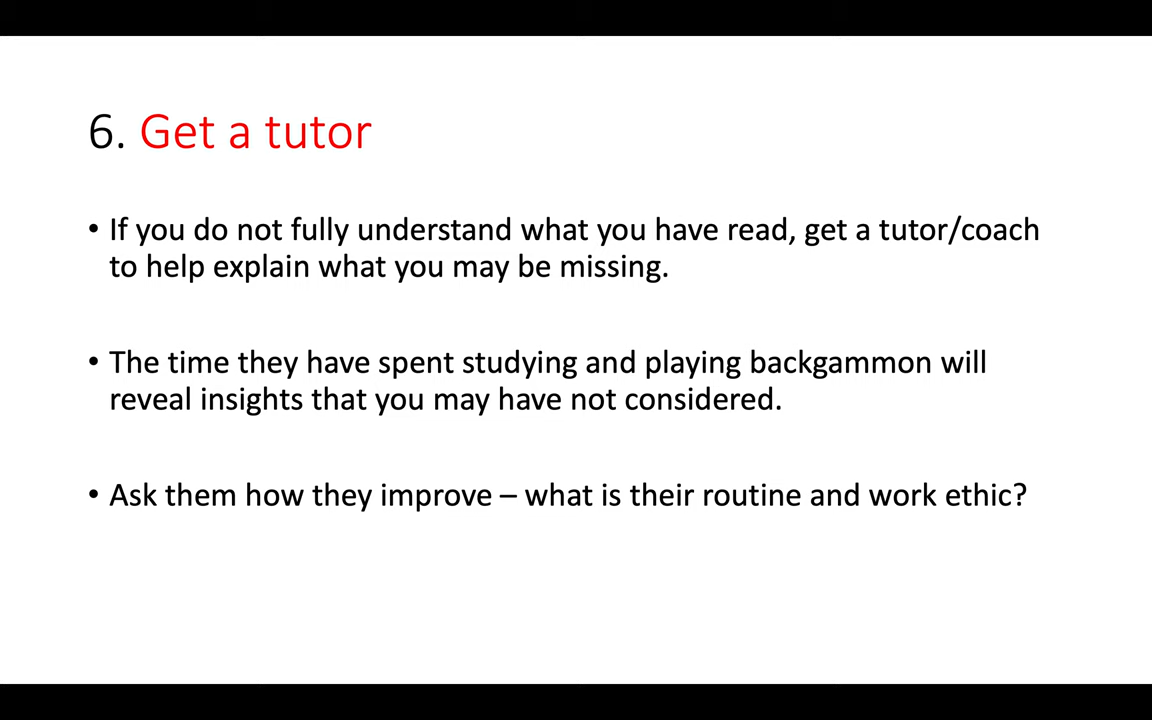 6. Get a tutor
• If you do not fully understand what you have read, get a tutor/coach
to help explain what you may be missing.
• The time they have spent studying and playing backgammon will
reveal insights that you may have not considered.
• Ask them how they improve – what is their routine and work ethic?